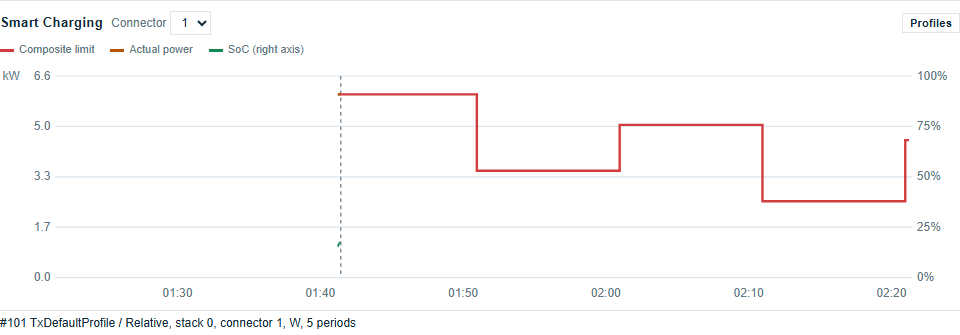 Smart Charging Connector 1 Profiles
Composite limit Actual power SoC (right axis)
kW 6.6 100%
5.0 75%
3.3 50%
1.7 25%
0.0 0%
01:30 01:40 01:50 02:00 02:10 02:20
#101 TxDefaultProfile / Relative, stack 0, connector 1, W, 5 periods